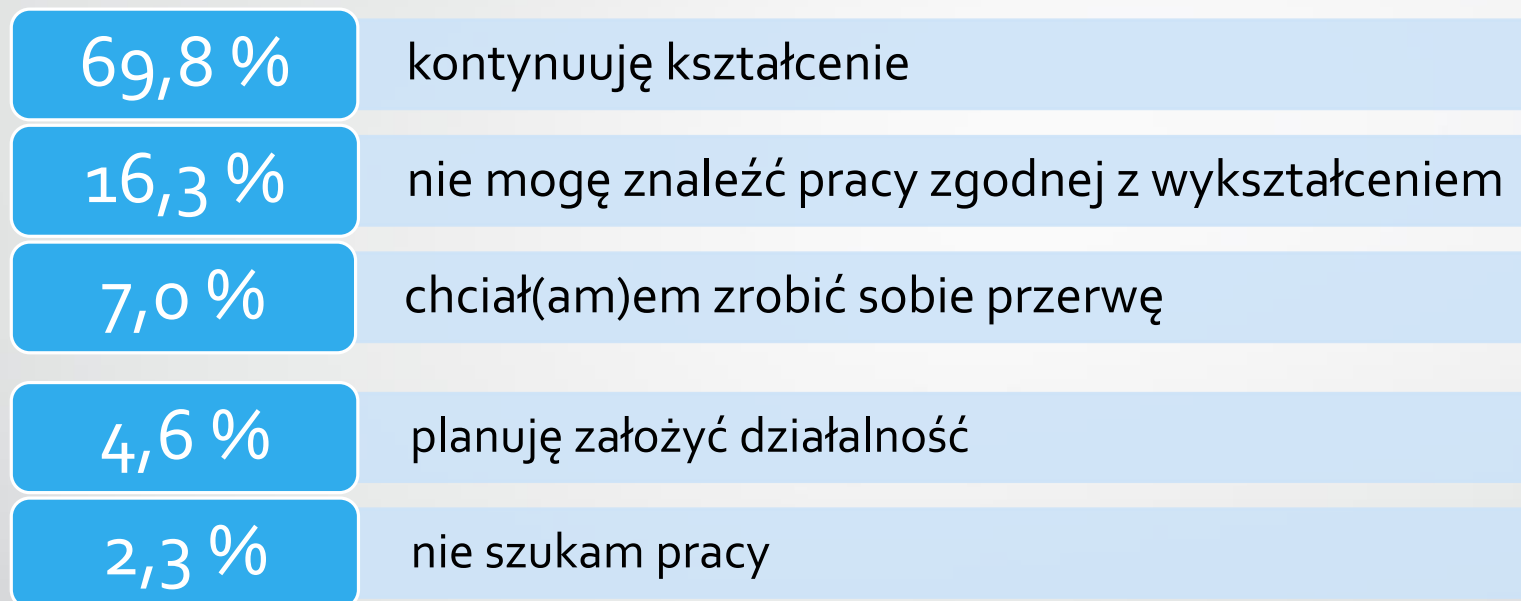 69,8 % kontynuuję kształcenie
16,3 % nie mogę znaleźć pracy zgodnej z wykształceniem
7,0 % chciał(am)em zrobić sobie przerwę
4,6 % planuję założyć działalność
2,3 % nie szukam pracy